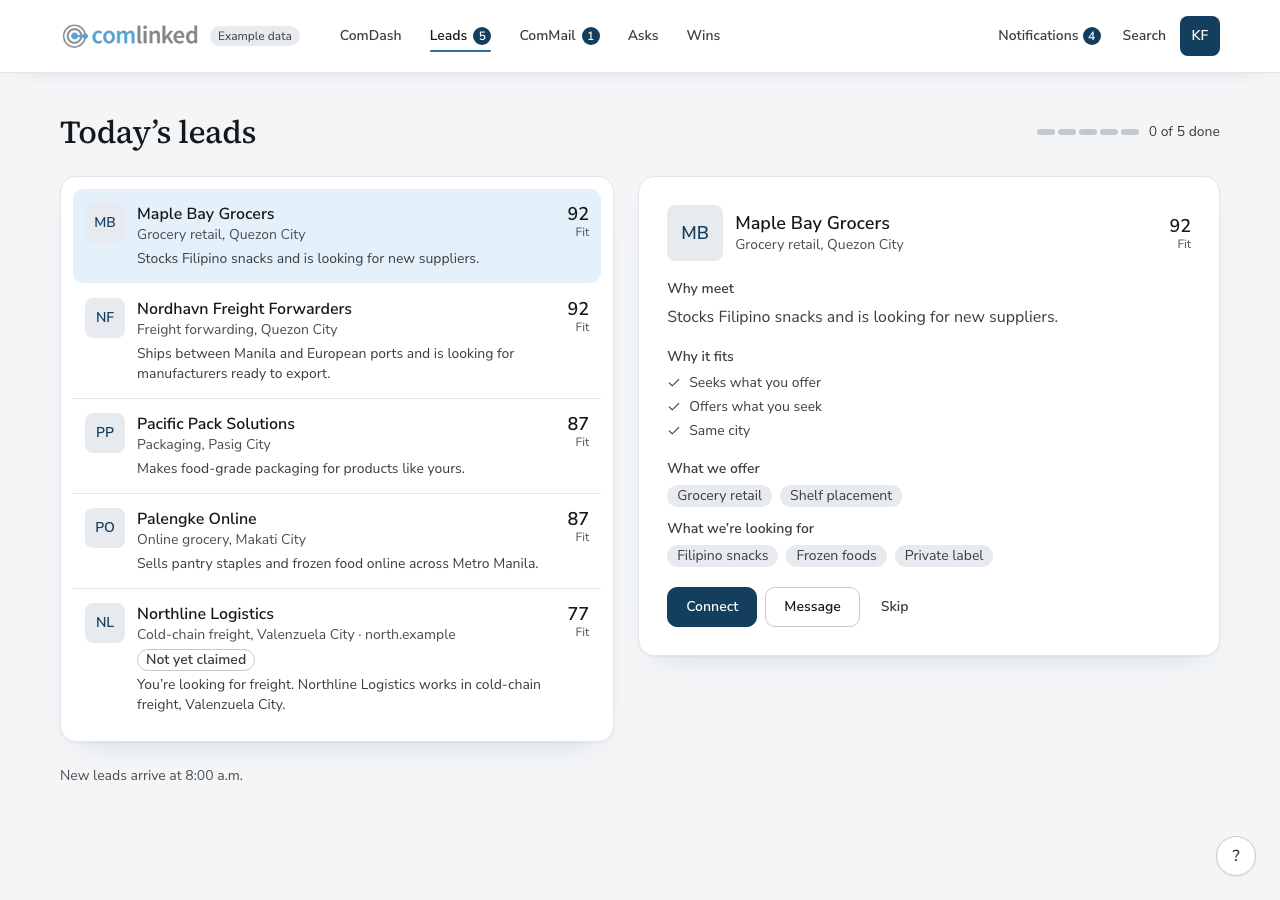 comlinked
Example data
ComDash
Leads 5
ComMail 1
Asks
Wins
Notifications 4
Search
KF
Today’s leads
0 of 5 done
MB
Maple Bay Grocers
92
Grocery retail, Quezon City
Fit
Stocks Filipino snacks and is looking for new suppliers.
NF
Nordhavn Freight Forwarders
92
Freight forwarding, Quezon City
Fit
Ships between Manila and European ports and is looking for
manufacturers ready to export.
PP
Pacific Pack Solutions
87
Packaging, Pasig City
Fit
Makes food-grade packaging for products like yours.
PO
Palengke Online
87
Online grocery, Makati City
Fit
Sells pantry staples and frozen food online across Metro Manila.
NL
Northline Logistics
77
Cold-chain freight, Valenzuela City · north.example
Fit
Not yet claimed
You’re looking for freight. Northline Logistics works in cold-chain
freight, Valenzuela City.
New leads arrive at 8:00 a.m.
MB
Maple Bay Grocers
92
Grocery retail, Quezon City
Fit
Why meet
Stocks Filipino snacks and is looking for new suppliers.
Why it fits
Seeks what you offer
Offers what you seek
Same city
What we offer
Grocery retail
Shelf placement
What we’re looking for
Filipino snacks
Frozen foods
Private label
Connect
Message
Skip
?